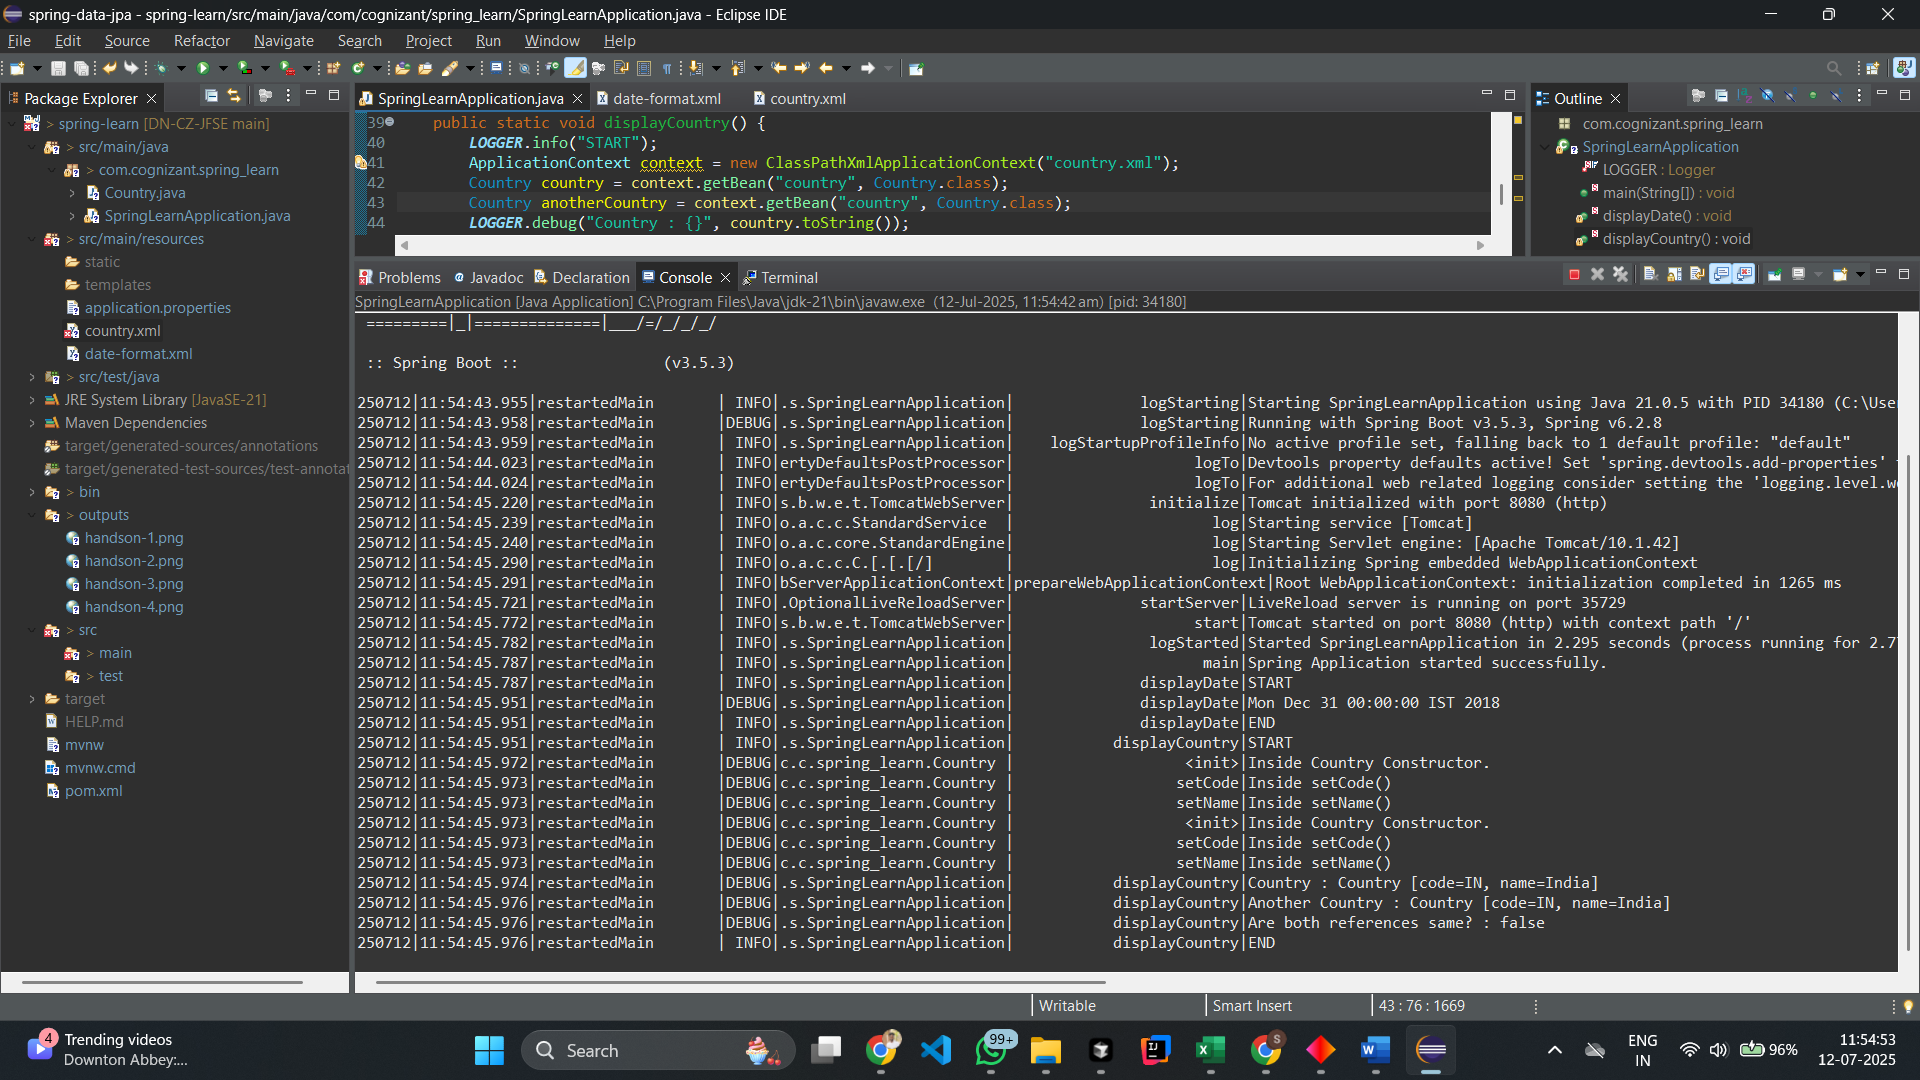 spring-data-jpa - spring-learn/src/main/java/com/cognizant/spring_learn/SpringLearnApplication.java - Eclipse IDE
File Edit Source Refactor Navigate Search Project Run Window Help
Package Explorer
> spring-learn [DN-CZ-JFSE main]
> src/main/java
> com.cognizant.spring_learn
Country.java
SpringLearnApplication.java
> src/main/resources
static
templates
application.properties
country.xml
date-format.xml
> src/test/java
JRE System Library [JavaSE-21]
Maven Dependencies
target/generated-sources/annotations
target/generated-test-sources/test-annotat
> bin
> outputs
handson-1.png
handson-2.png
handson-3.png
handson-4.png
> src
> main
> test
target
HELP.md
mvnw
mvnw.cmd
pom.xml
SpringLearnApplication.java date-format.xml country.xml
39 public static void displayCountry() {
40 LOGGER.info("START");
41 ApplicationContext context = new ClassPathXmlApplicationContext("country.xml");
42 Country country = context.getBean("country", Country.class);
43 Country anotherCountry = context.getBean("country", Country.class);
44 LOGGER.debug("Country : {}", country.toString());
Outline
com.cognizant.spring_learn
SpringLearnApplication
LOGGER : Logger
main(String[]) : void
displayDate() : void
displayCountry() : void
Problems Javadoc Declaration Console Terminal
SpringLearnApplication [Java Application] C:\Program Files\Java\jdk-21\bin\javaw.exe (12-Jul-2025, 11:54:42 am) [pid: 34180]
=========|_|==============|___/=/_/_/_/
:: Spring Boot :: (v3.5.3)
250712|11:54:43.955|restartedMain | INFO|.s.SpringLearnApplication| logStarting|Starting SpringLearnApplication using Java 21.0.5 with PID 34180 (C:\Use
250712|11:54:43.958|restartedMain |DEBUG|.s.SpringLearnApplication| logStarting|Running with Spring Boot v3.5.3, Spring v6.2.8
250712|11:54:43.959|restartedMain | INFO|.s.SpringLearnApplication| logStartupProfileInfo|No active profile set, falling back to 1 default profile: "default"
250712|11:54:44.023|restartedMain | INFO|ertyDefaultsPostProcessor| logTo|Devtools property defaults active! Set 'spring.devtools.add-properties'
250712|11:54:44.024|restartedMain | INFO|ertyDefaultsPostProcessor| logTo|For additional web related logging consider setting the 'logging.level.w
250712|11:54:45.220|restartedMain | INFO|s.b.w.e.t.TomcatWebServer| initialize|Tomcat initialized with port 8080 (http)
250712|11:54:45.239|restartedMain | INFO|o.a.c.c.StandardService | log|Starting service [Tomcat]
250712|11:54:45.240|restartedMain | INFO|o.a.c.core.StandardEngine| log|Starting Servlet engine: [Apache Tomcat/10.1.42]
250712|11:54:45.290|restartedMain | INFO|o.a.c.c.C.[.[.[/] | log|Initializing Spring embedded WebApplicationContext
250712|11:54:45.291|restartedMain | INFO|bServerApplicationContext|prepareWebApplicationContext|Root WebApplicationContext: initialization completed in 1265 ms
250712|11:54:45.721|restartedMain | INFO|.OptionalLiveReloadServer| startServer|LiveReload server is running on port 35729
250712|11:54:45.772|restartedMain | INFO|s.b.w.e.t.TomcatWebServer| start|Tomcat started on port 8080 (http) with context path '/'
250712|11:54:45.782|restartedMain | INFO|.s.SpringLearnApplication| logStarted|Started SpringLearnApplication in 2.295 seconds (process running for 2.7
250712|11:54:45.787|restartedMain | INFO|.s.SpringLearnApplication| main|Spring Application started successfully.
250712|11:54:45.787|restartedMain | INFO|.s.SpringLearnApplication| displayDate|START
250712|11:54:45.951|restartedMain |DEBUG|.s.SpringLearnApplication| displayDate|Mon Dec 31 00:00:00 IST 2018
250712|11:54:45.951|restartedMain | INFO|.s.SpringLearnApplication| displayDate|END
250712|11:54:45.951|restartedMain | INFO|.s.SpringLearnApplication| displayCountry|START
250712|11:54:45.972|restartedMain |DEBUG|c.c.spring_learn.Country | <init>|Inside Country Constructor.
250712|11:54:45.973|restartedMain |DEBUG|c.c.spring_learn.Country | setCode|Inside setCode()
250712|11:54:45.973|restartedMain |DEBUG|c.c.spring_learn.Country | setName|Inside setName()
250712|11:54:45.973|restartedMain |DEBUG|c.c.spring_learn.Country | <init>|Inside Country Constructor.
250712|11:54:45.973|restartedMain |DEBUG|c.c.spring_learn.Country | setCode|Inside setCode()
250712|11:54:45.973|restartedMain |DEBUG|c.c.spring_learn.Country | setName|Inside setName()
250712|11:54:45.974|restartedMain |DEBUG|.s.SpringLearnApplication| displayCountry|Country : Country [code=IN, name=India]
250712|11:54:45.976|restartedMain |DEBUG|.s.SpringLearnApplication| displayCountry|Another Country : Country [code=IN, name=India]
250712|11:54:45.976|restartedMain |DEBUG|.s.SpringLearnApplication| displayCountry|Are both references same? : false
250712|11:54:45.976|restartedMain | INFO|.s.SpringLearnApplication| displayCountry|END
Writable Smart Insert 43 : 76 : 1669
4
Trending videos
Downton Abbey:...
Search
99+
S
ENG
IN
96%
11:54:53
12-07-2025